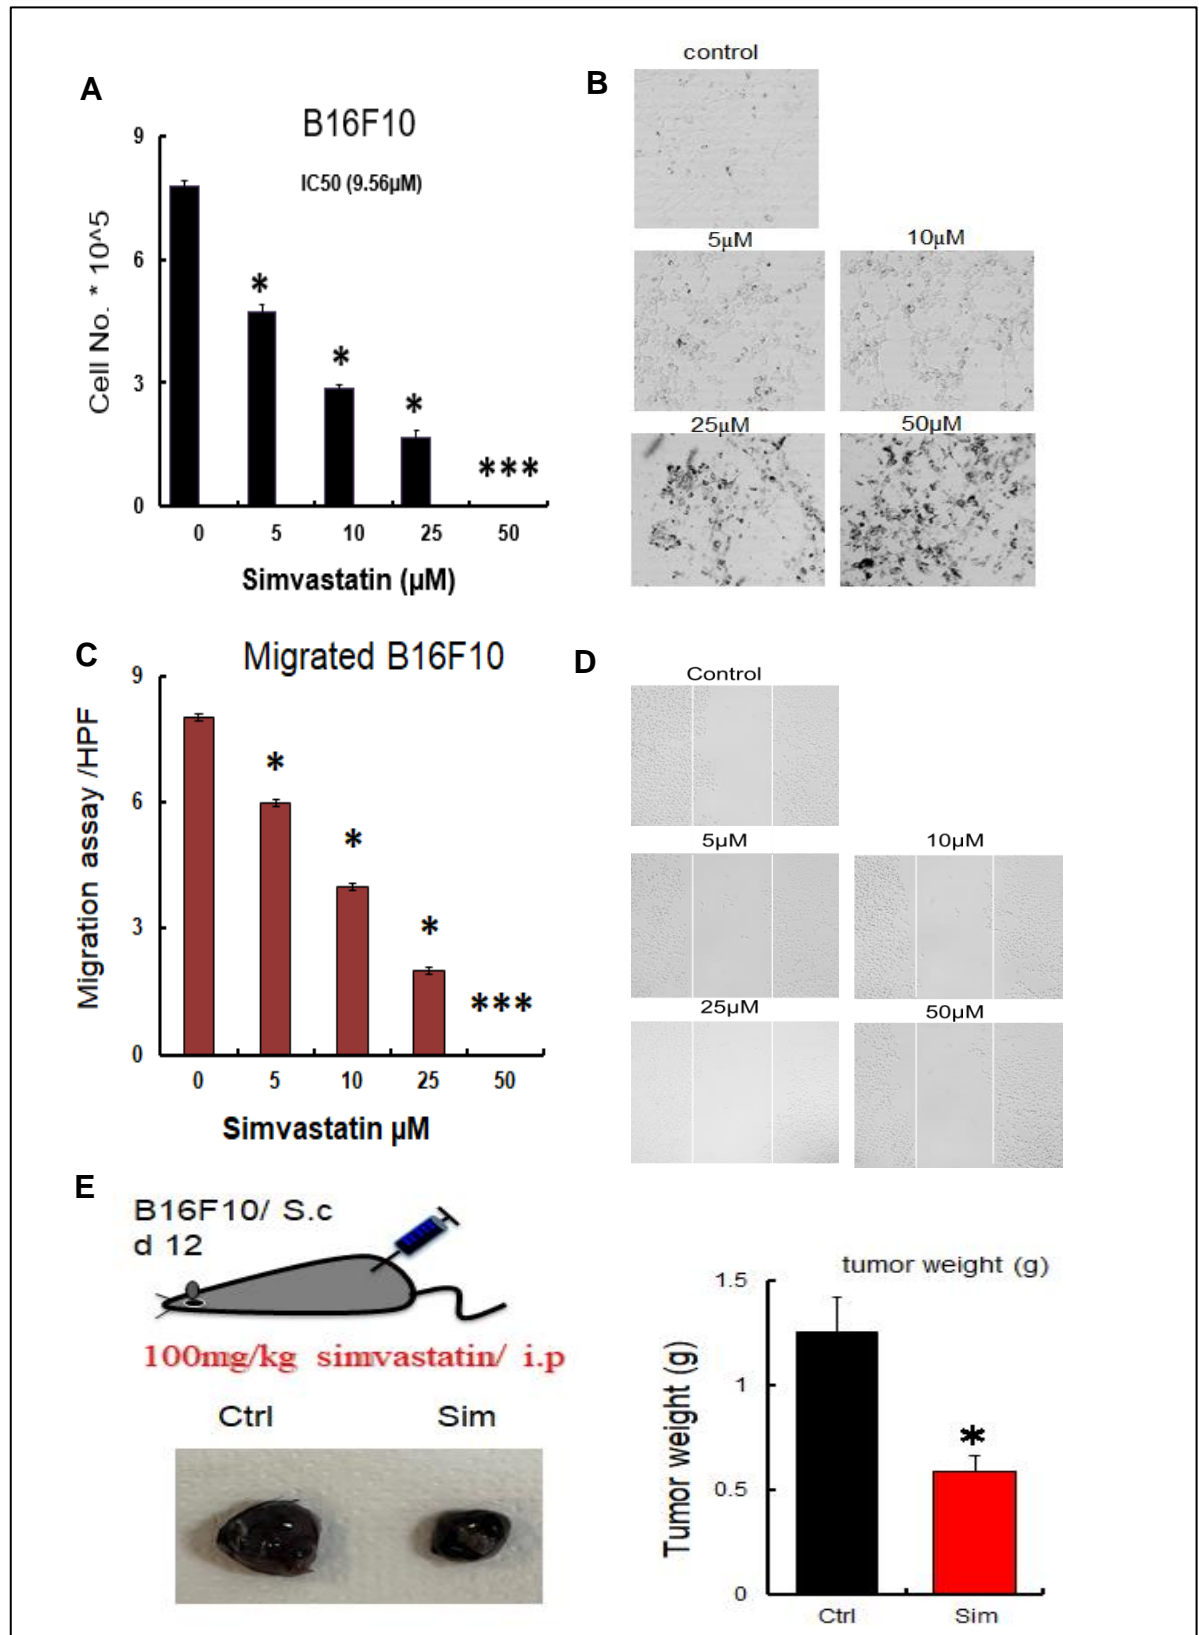 A
B16F10
IC50 (9.56µM)
Cell No. * 10^5
9
6
3
0
*
*
*
***
0 5 10 25 50
Simvastatin (µM)
B
control
5µM 10µM
25µM 50µM
C
Migrated B16F10
Migration assay /HPF
9
6
3
0
*
*
*
***
0 5 10 25 50
Simvastatin µM
D
Control
5µM 10µM
25µM 50µM
E
B16F10/ S.c
d 12
100mg/kg simvastatin/ i.p
Ctrl Sim
tumor weight (g)
Tumor weight (g)
1.5
1
0.5
0
*
Ctrl Sim